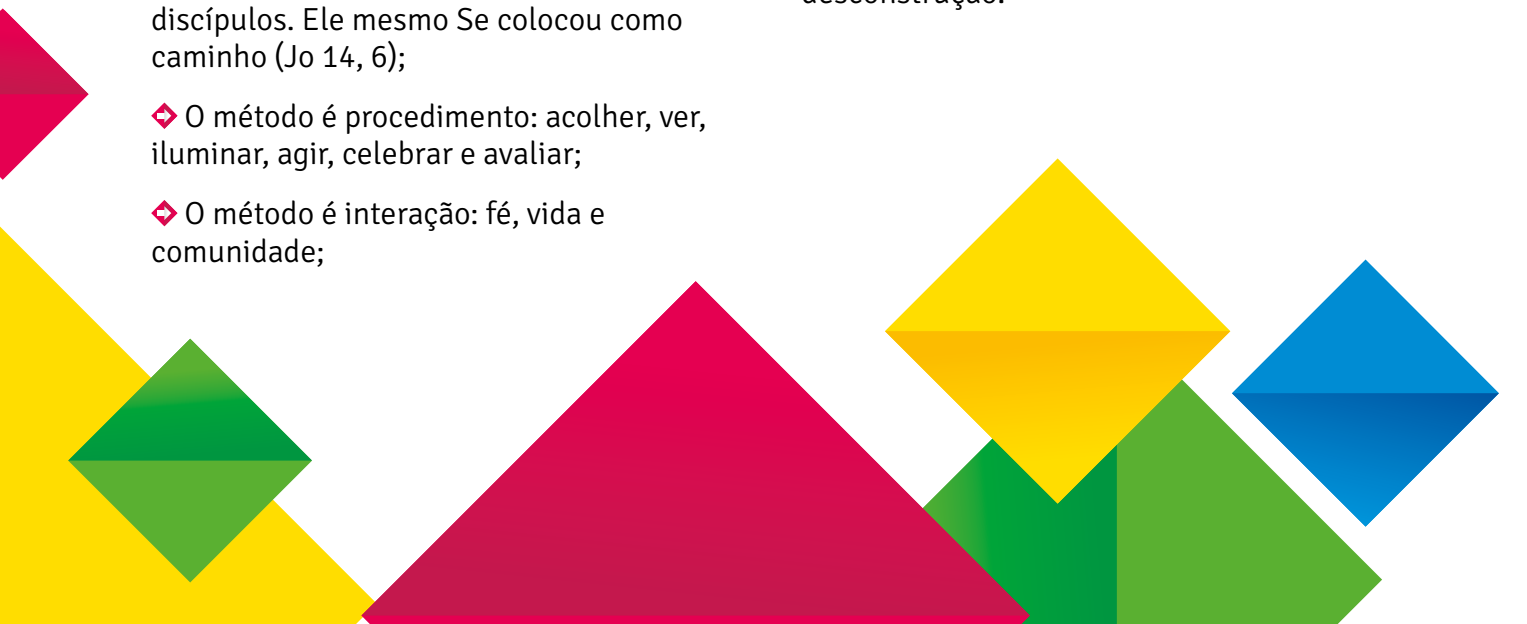 discípulos. Ele mesmo Se colocou como
caminho (Jo 14, 6);
O método é procedimento: acolher, ver,
iluminar, agir, celebrar e avaliar;
O método é interação: fé, vida e
comunidade;